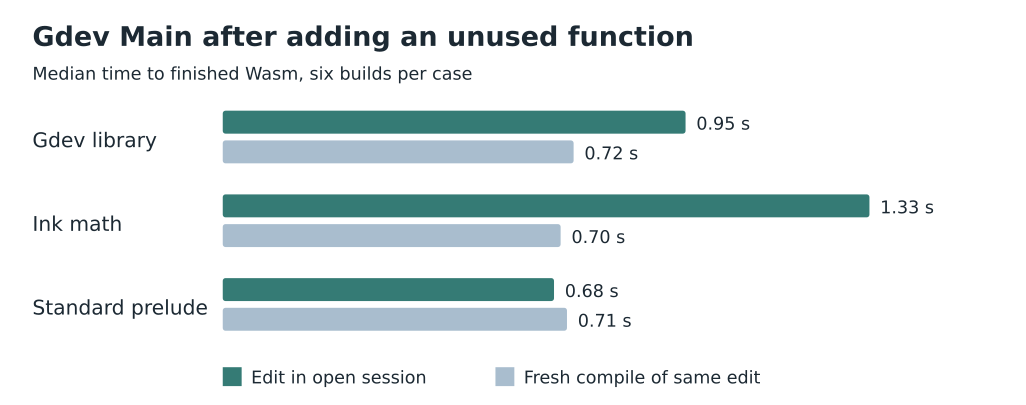 Gdev Main after adding an unused function
Median time to finished Wasm, six builds per case
Gdev library
0.95 s
0.72 s
Ink math
1.33 s
0.70 s
Standard prelude
0.68 s
0.71 s
Edit in open session
Fresh compile of same edit